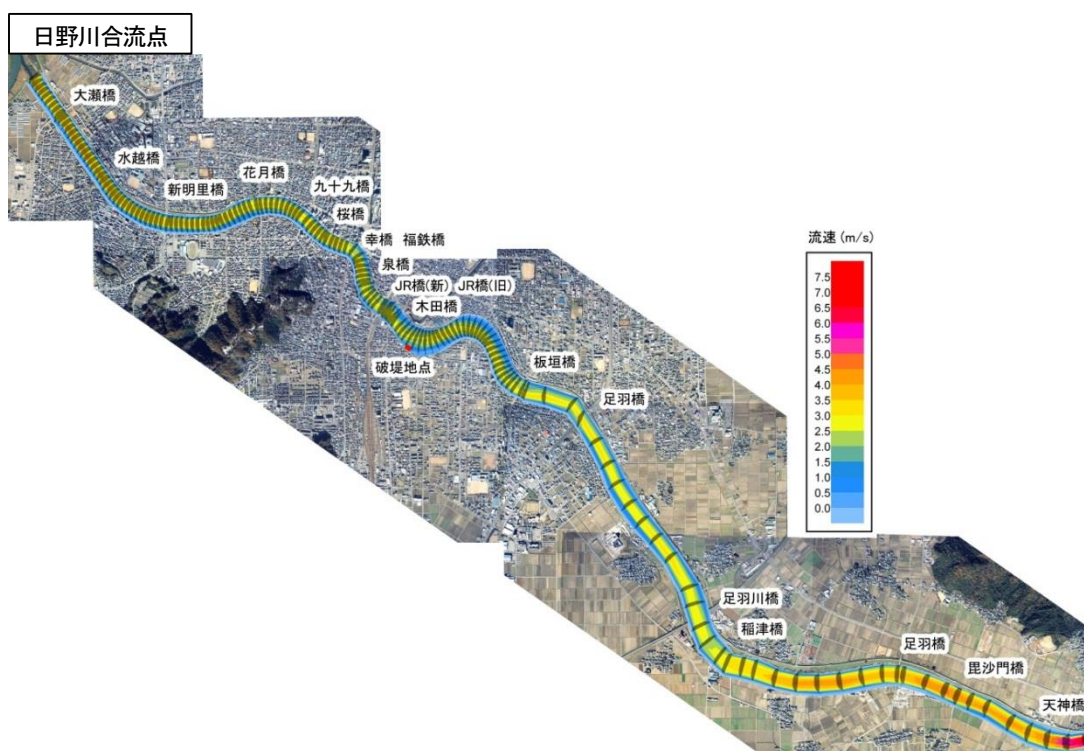 日野川合流点
大瀬橋
水越橋
新明里橋
花月橋
九十九橋
桜橋
幸橋 福鉄橋
泉橋
JR橋(新) JR橋(旧)
木田橋
破堤地点
板垣橋
足羽橋
足羽川橋
稲津橋
足羽橋
毘沙門橋
天神橋
流速 (m/s)
7.5
7.0
6.5
6.0
5.5
5.0
4.5
4.0
3.5
3.0
2.5
2.0
1.5
1.0
0.5
0.0